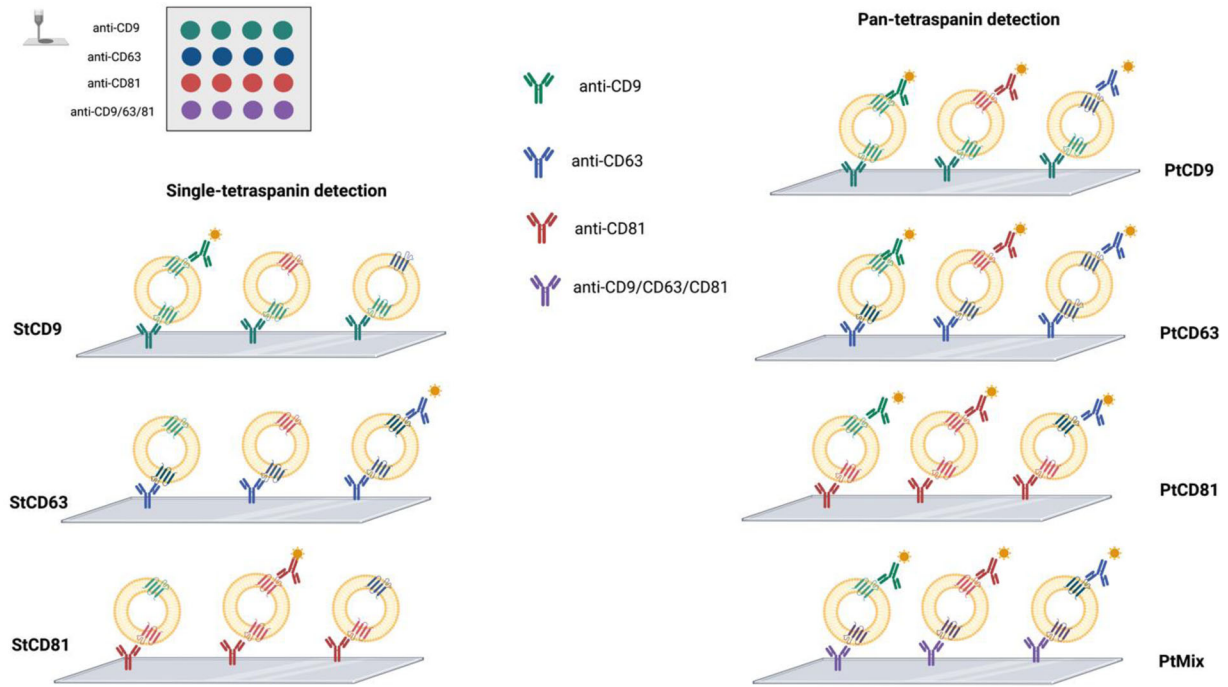 anti-CD9
anti-CD63
anti-CD81
anti-CD9/63/81
Single-tetraspanin detection
StCD9
StCD63
StCD81
anti-CD9
anti-CD63
anti-CD81
anti-CD9/CD63/CD81
Pan-tetraspanin detection
PtCD9
PtCD63
PtCD81
PtMix